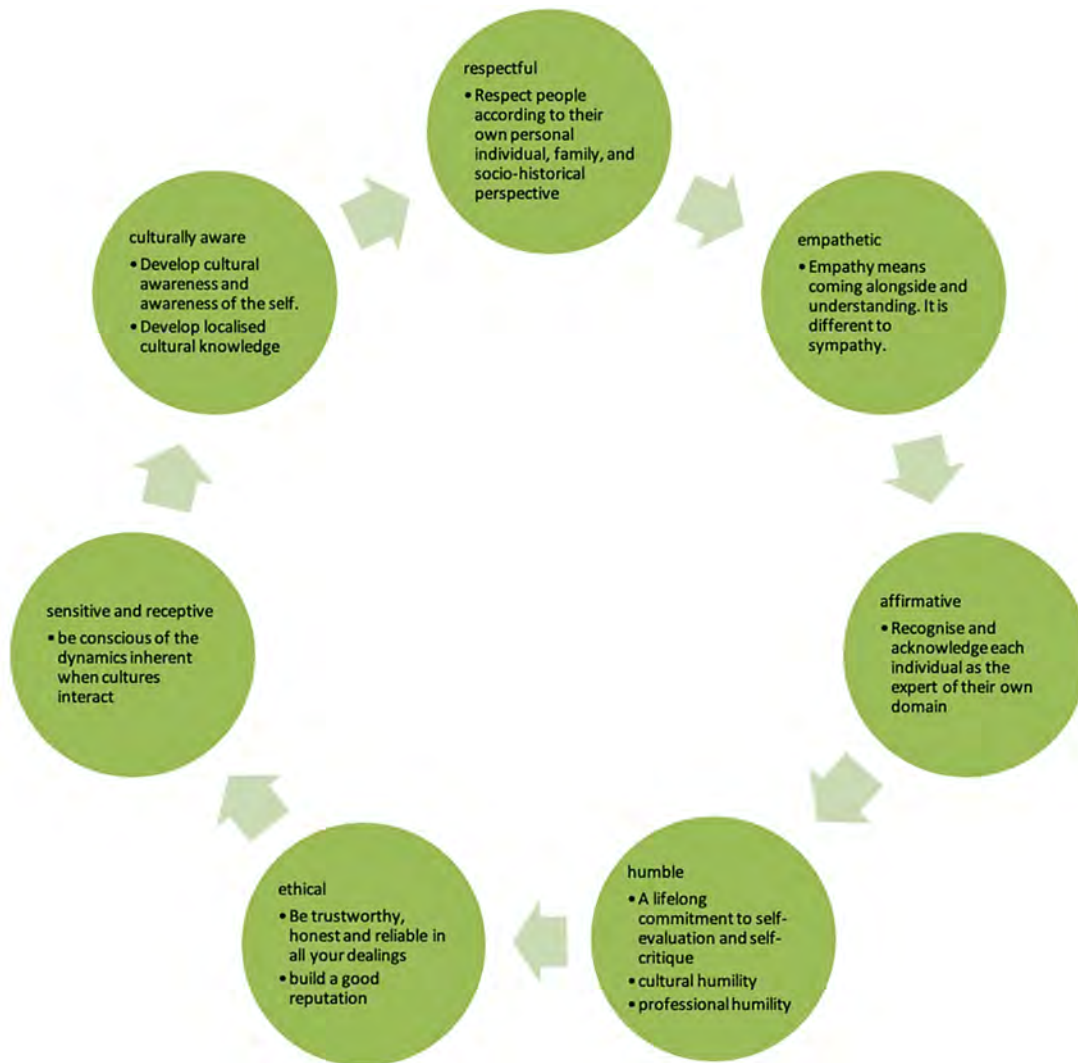 respectful
• Respect people
according to their
own personal
individual, family, and
socio-historical
perspective
empathetic
• Empathy means
coming alongside and
understanding. It is
different to
sympathy.
affirmative
• Recognise and
acknowledge each
individual as the
expert of their own
domain
humble
• A lifelong
commitment to self-
evaluation and self-
critique
• cultural humility
• professional humility
ethical
• Be trustworthy,
honest and reliable in
all your dealings
• build a good
reputation
sensitive and receptive
• be conscious of the
dynamics inherent
when cultures
interact
culturally aware
• Develop cultural
awareness and
awareness of the self.
• Develop localised
cultural knowledge